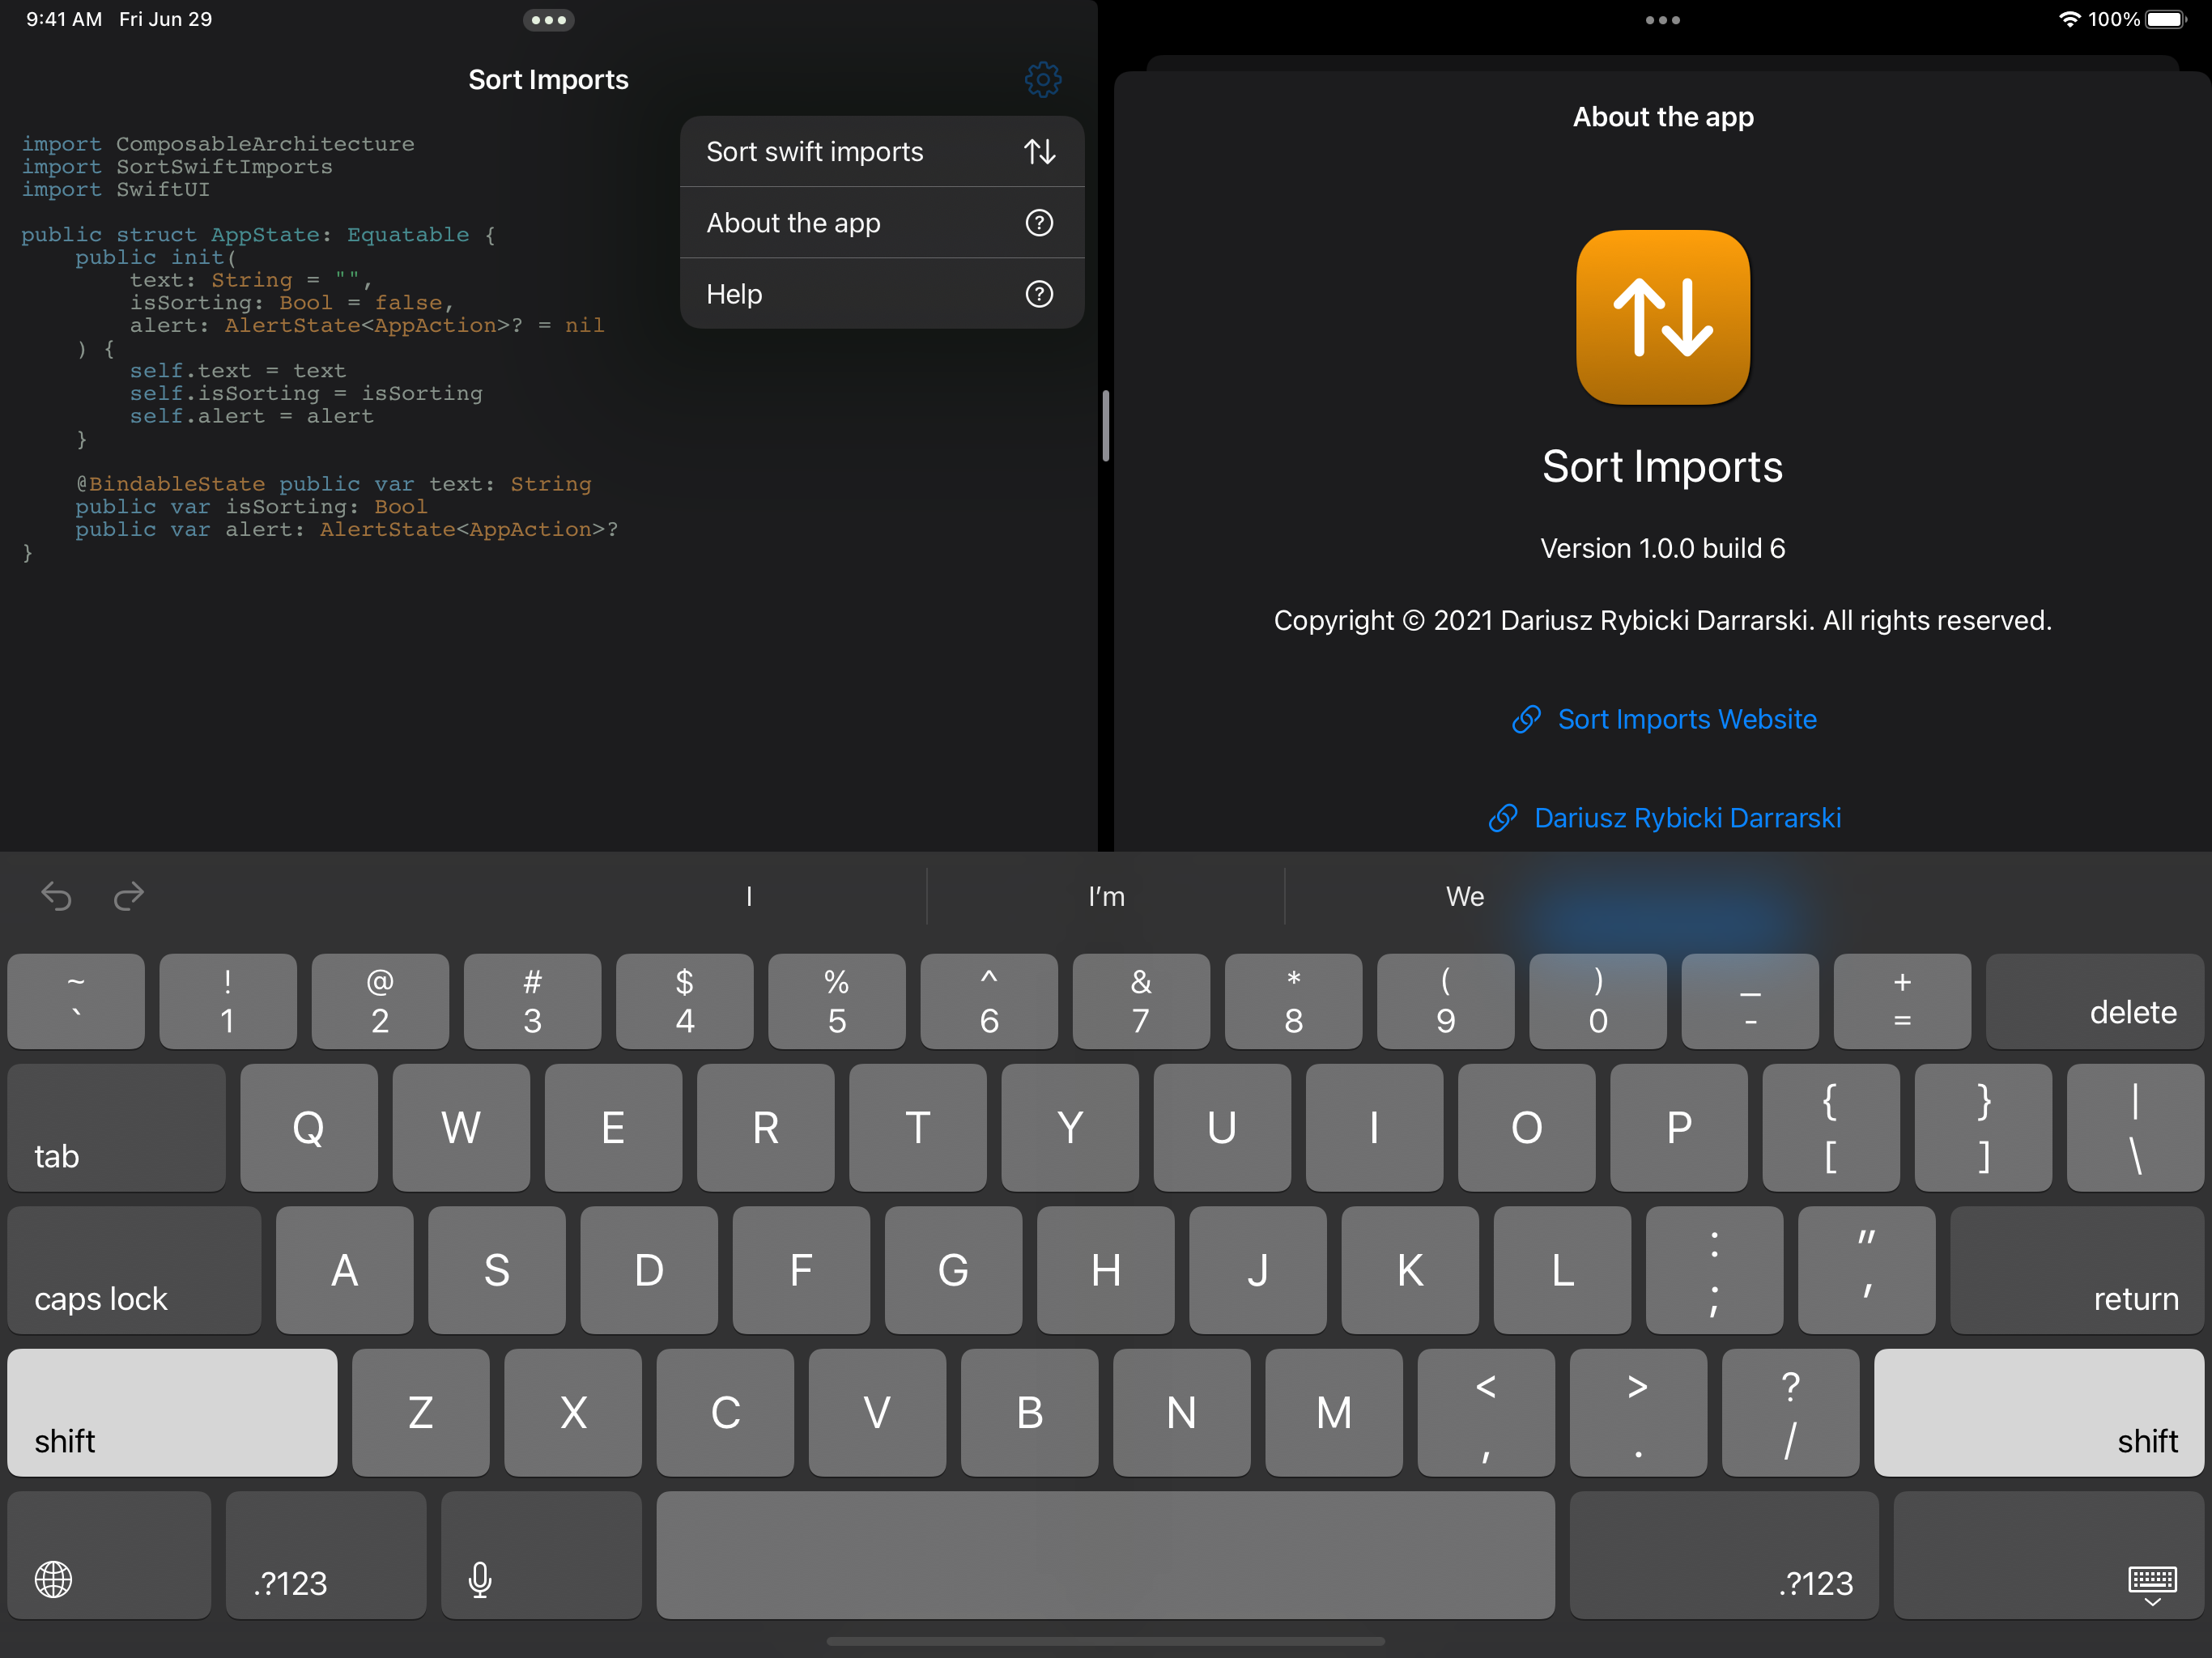 9:41 AM Fri Jun 29
100%
Sort Imports
import ComposableArchitecture
import SortSwiftImports
import SwiftUI
public struct AppState: Equatable {
    public init(
        text: String = "",
        isSorting: Bool = false,
        alert: AlertState<AppAction>? = nil
    ) {
        self.text = text
        self.isSorting = isSorting
        self.alert = alert
    }
    @BindableState public var text: String
    public var isSorting: Bool
    public var alert: AlertState<AppAction>?
}
Sort swift imports
About the app
Help
About the app
Sort Imports
Version 1.0.0 build 6
Copyright © 2021 Dariusz Rybicki Darrarski. All rights reserved.
Sort Imports Website
Dariusz Rybicki Darrarski
I I’m We
~ ! @ # $ % ^ & * ( ) _ +
` 1 2 3 4 5 6 7 8 9 0 - = delete
tab Q W E R T Y U I O P { [ } ] | \
caps lock A S D F G H J K L : ; " ' return
shift Z X C V B N M < , > . ? / shift
.?123 .?123